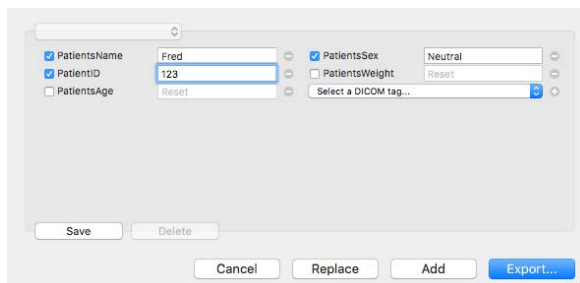 PatientsName Fred PatientsSex Neutral
PatientID 123 PatientsWeight Reset
PatientsAge Reset Select a DICOM tag...
Save Delete
Cancel Replace Add Export...